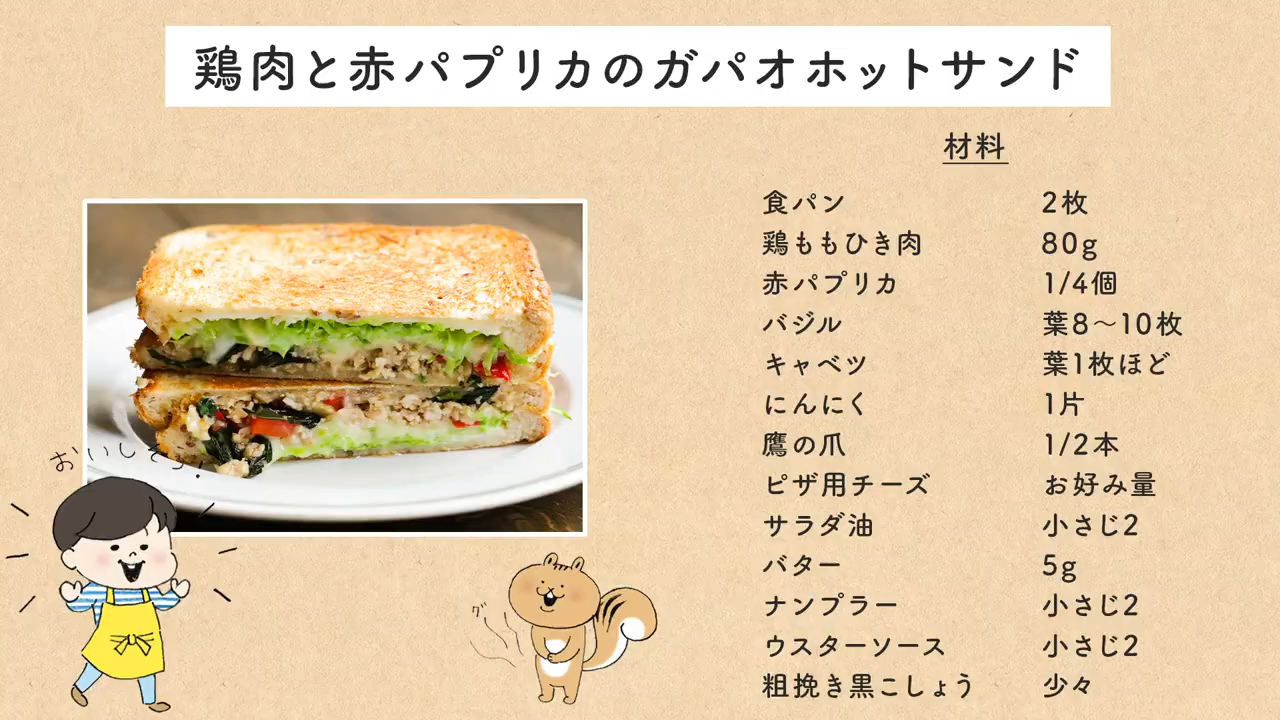 鶏肉と赤パプリカのガパオホットサンド
材料
食パン 2枚
鶏ももひき肉 80g
赤パプリカ 1/4個
バジル 葉8〜10枚
キャベツ 葉1枚ほど
にんにく 1片
鷹の爪 1/2本
ピザ用チーズ お好み量
サラダ油 小さじ2
バター 5g
ナンプラー 小さじ2
ウスターソース 小さじ2
粗挽き黒こしょう 少々
おいしそう!
グ〜